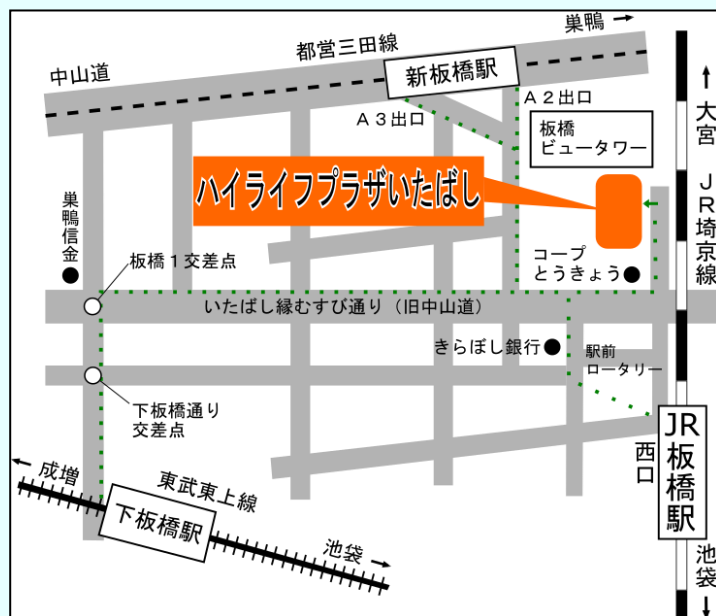 巣鴨→
都営三田線
中山道
新板橋駅
A2出口
A3出口
板橋
ビュータワー
大宮
JR埼京線
ハイライフプラザいたばし
巣鴨信金
板橋1交差点
コープ
とうきょう
いたばし縁むすび通り(旧中山道)
きらぼし銀行
駅前
ロータリー
下板橋通り
交差点
JR板橋駅
西口
←成増
東武東上線
下板橋駅
池袋→
池袋